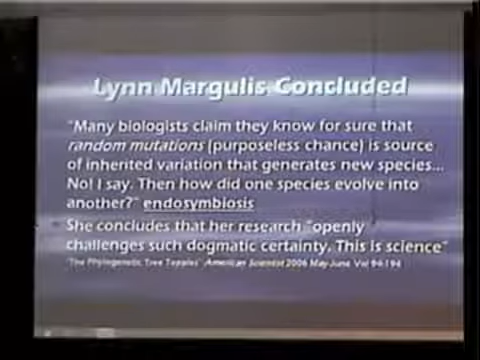 Lynn Margulis Concluded
"Many biologists claim they know for sure that
random mutations (purposeless chance) is source
of inherited variation that generates new species...
No! I say. Then how did one species evolve into
another?" endosymbiosis
She concludes that her research "openly
challenges such dogmatic certainty. This is science"
"The Phylogenetic Tree Topples" American Scientist 2006 May-June. Vol 94:194